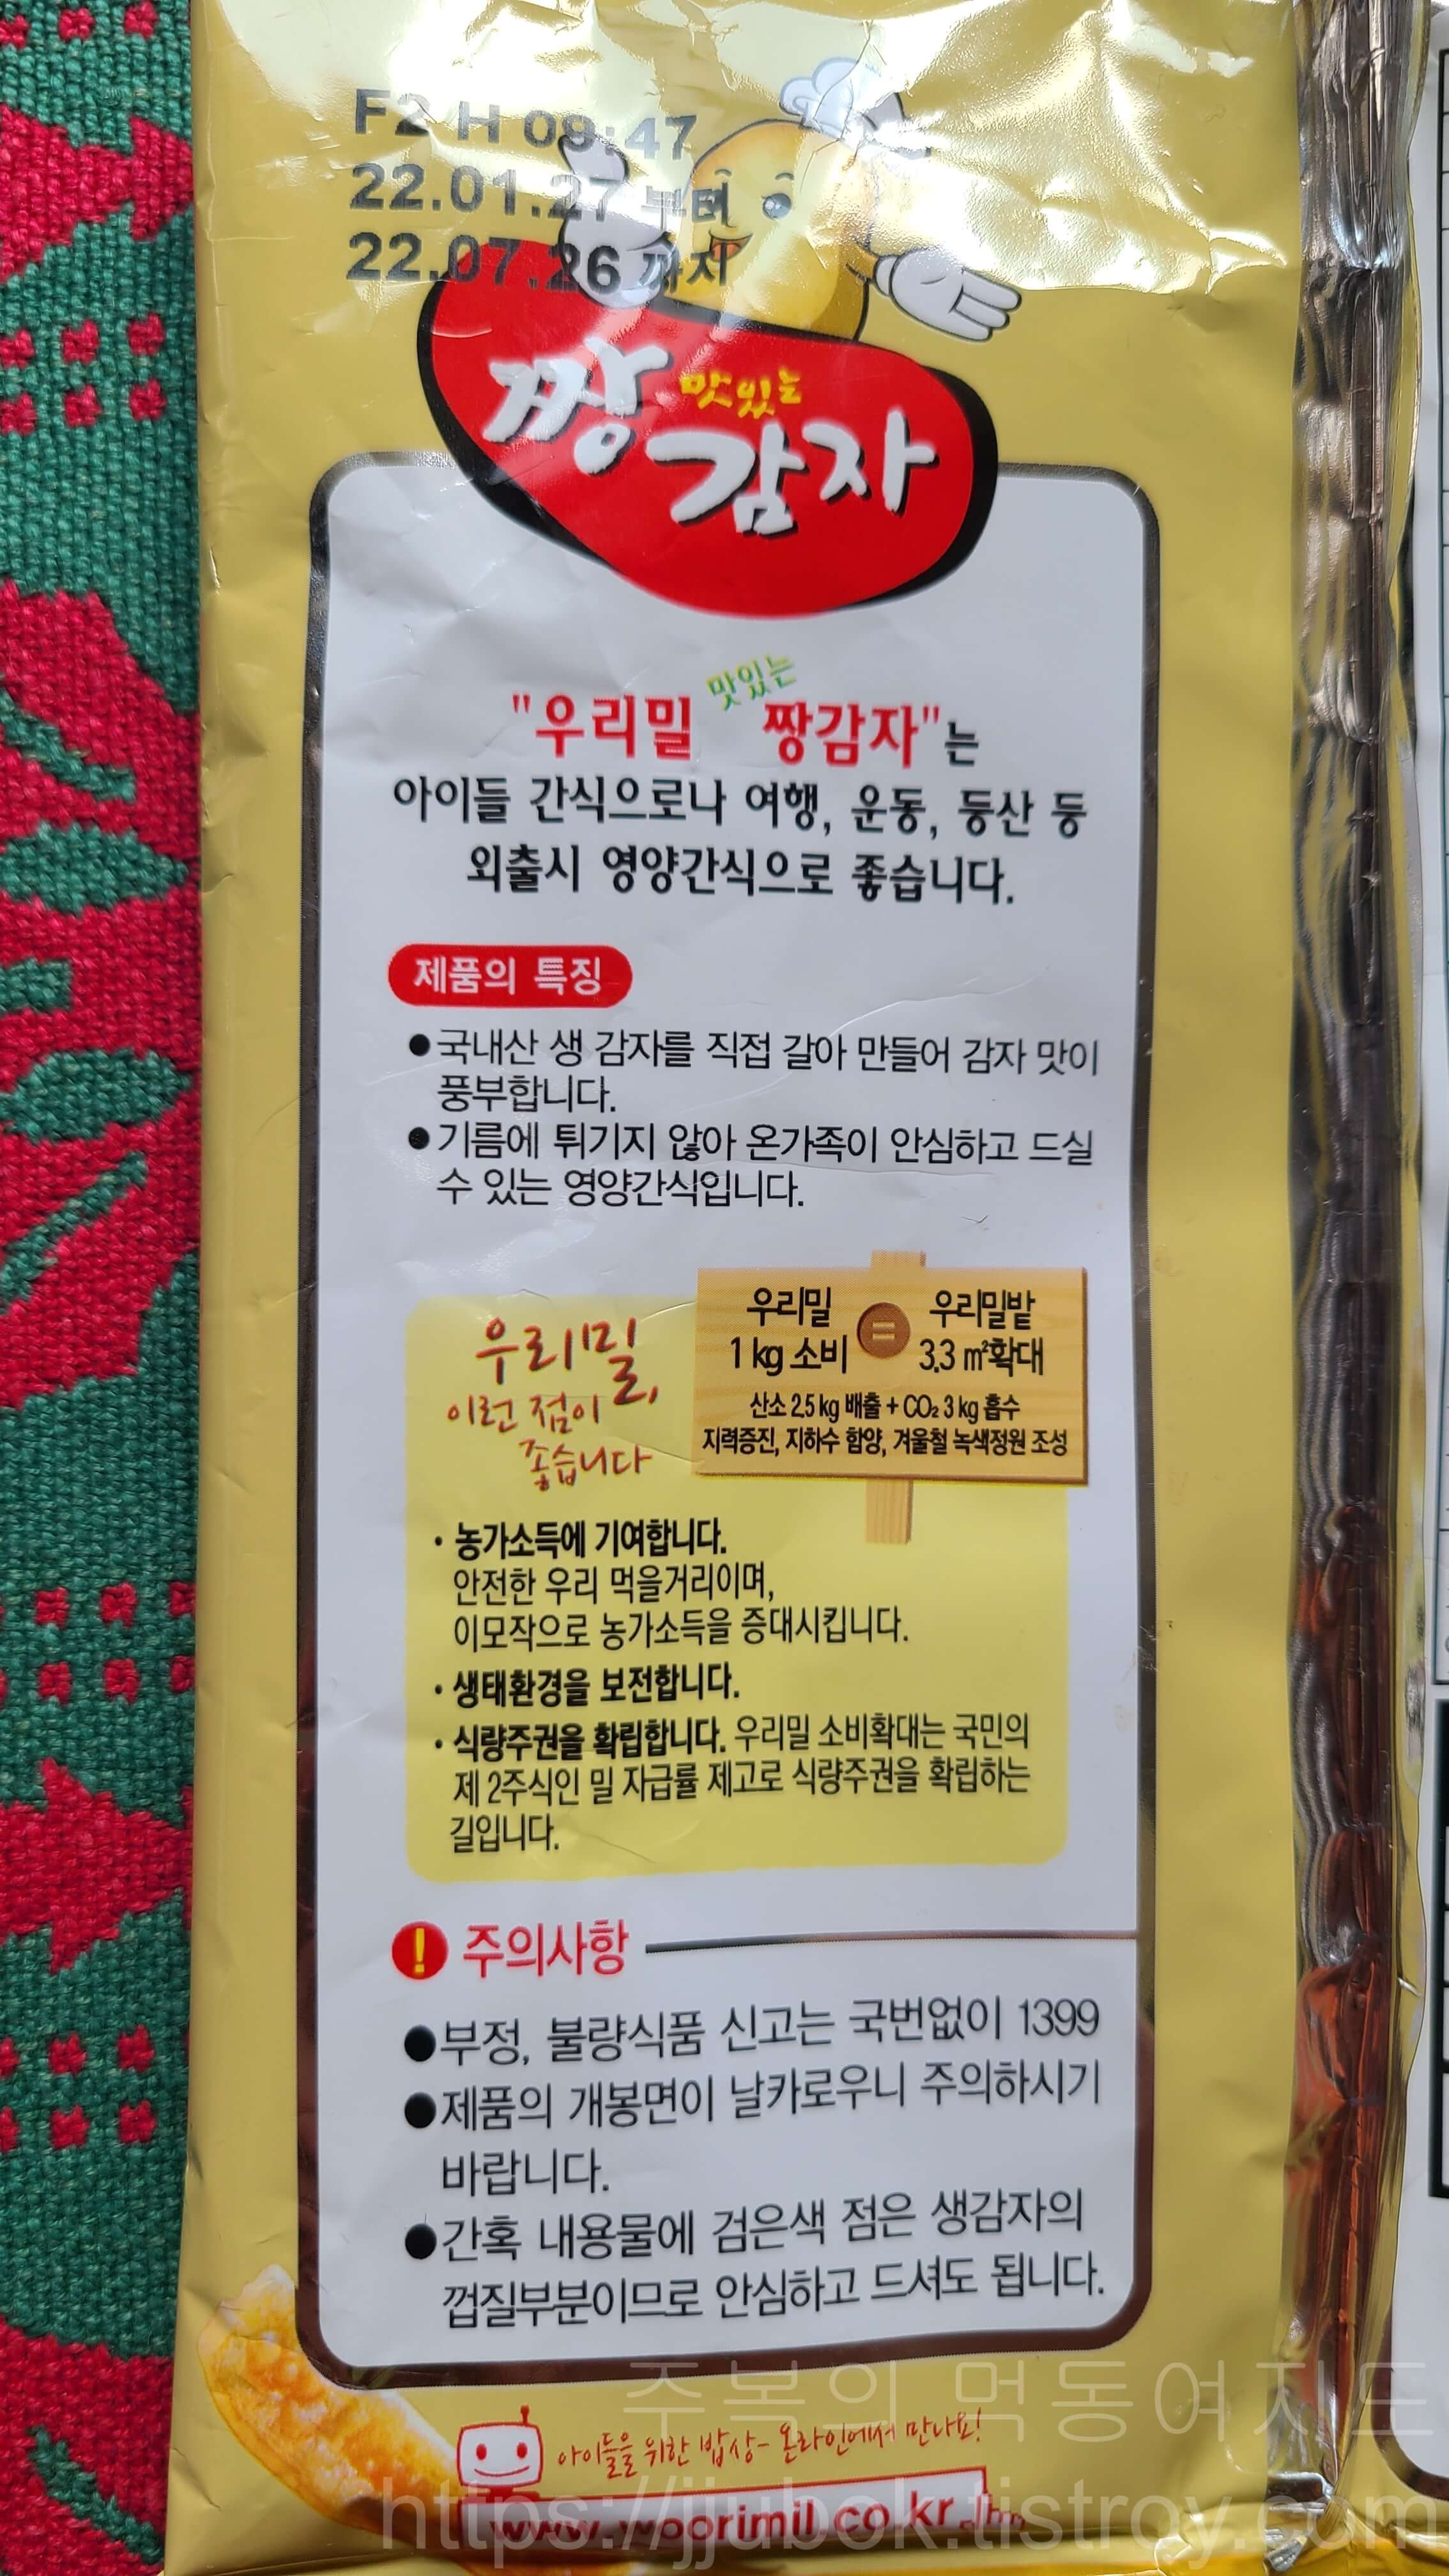 F2 H 09:47
22.01.27 부터
22.07.26 까지
짱 맛있는
감자
맛있는
"우리밀 짱감자"는
아이들 간식으로나 여행, 운동, 등산 등
외출시 영양간식으로 좋습니다.
제품의 특징
●국내산 생 감자를 직접 갈아 만들어 감자 맛이
풍부합니다.
●기름에 튀기지 않아 온가족이 안심하고 드실
수 있는 영양간식입니다.
우리밀,
이런 점이
좋습니다
우리밀 = 우리밀밭
1 kg 소비 3.3 m²확대
산소 2.5 kg 배출 + CO₂ 3 kg 흡수
지력증진, 지하수 함양, 겨울철 녹색정원 조성
· 농가소득에 기여합니다.
안전한 우리 먹을거리이며,
이모작으로 농가소득을 증대시킵니다.
· 생태환경을 보전합니다.
· 식량주권을 확립합니다. 우리밀 소비확대는 국민의
제 2주식인 밀 자급률 제고로 식량주권을 확립하는
길입니다.
! 주의사항
●부정, 불량식품 신고는 국번없이 1399
●제품의 개봉면이 날카로우니 주의하시기
바랍니다.
●간혹 내용물에 검은색 점은 생감자의
껍질부분이므로 안심하고 드셔도 됩니다.
주복의 먹동여지도
아이들을 위한 밥상- 온라인에서 만나요!
www.woorimil.co.kr
https://jjubok.tistroy.com